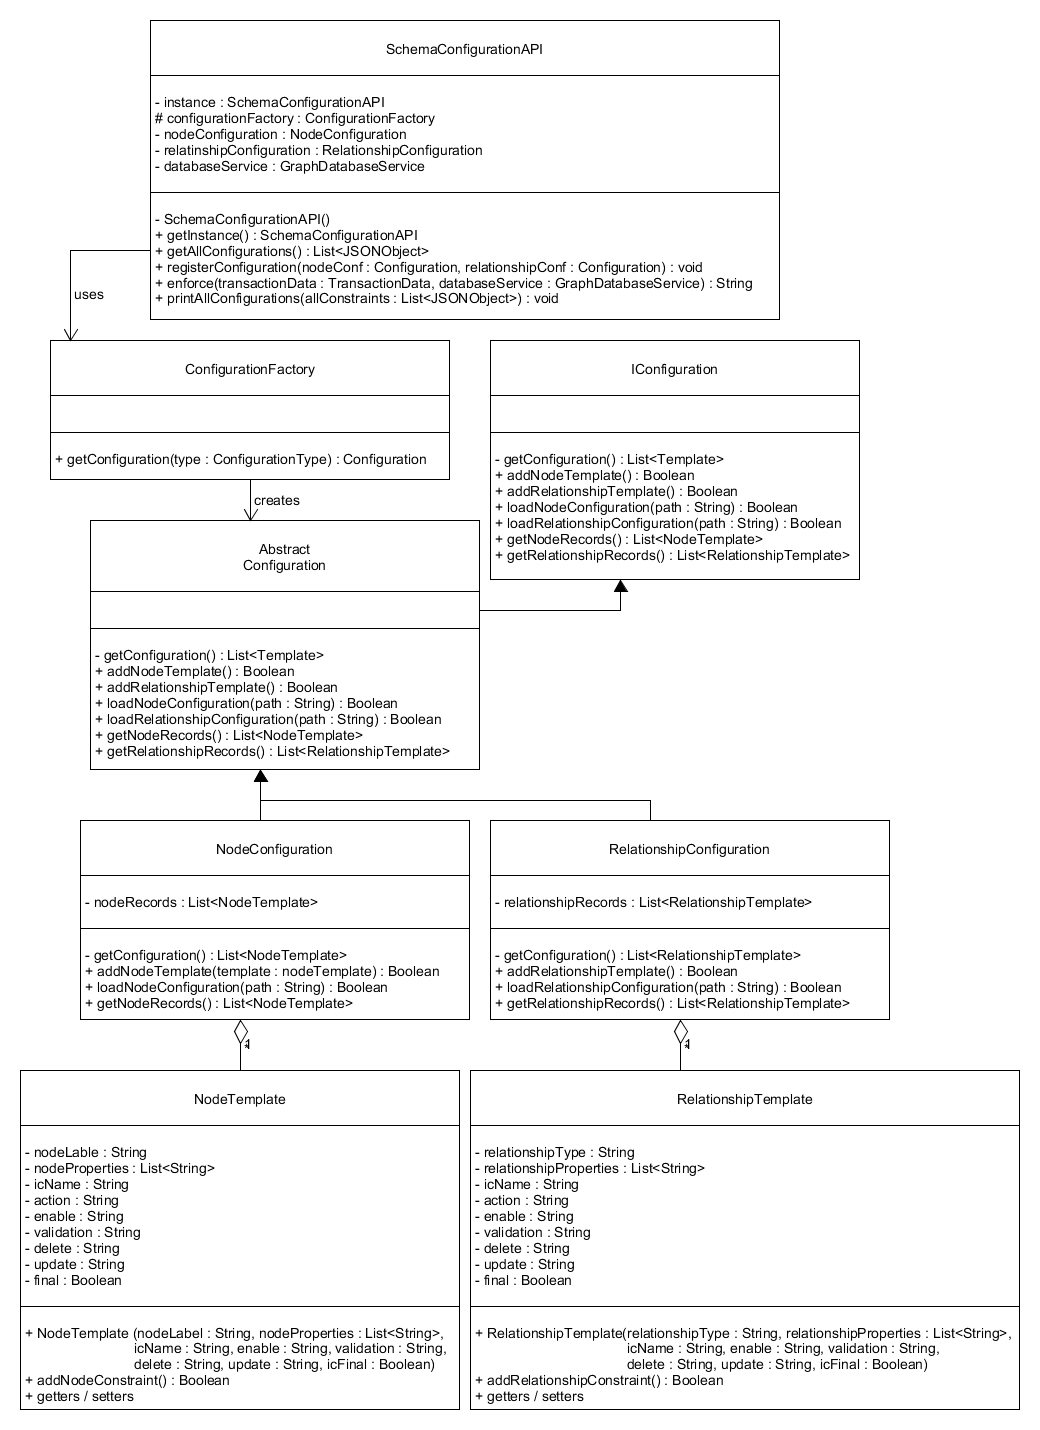 SchemaConfigurationAPI
- instance : SchemaConfigurationAPI
# configurationFactory : ConfigurationFactory
- nodeConfiguration : NodeConfiguration
- relatinshipConfiguration : RelationshipConfiguration
- databaseService : GraphDatabaseService
- SchemaConfigurationAPI()
+ getInstance() : SchemaConfigurationAPI
+ getAllConfigurations() : List<JSONObject>
+ registerConfiguration(nodeConf : Configuration, relationshipConf : Configuration) : void
+ enforce(transactionData : TransactionData, databaseService : GraphDatabaseService) : String
+ printAllConfigurations(allConstraints : List<JSONObject>) : void
uses
ConfigurationFactory
+ getConfiguration(type : ConfigurationType) : Configuration
IConfiguration
- getConfiguration() : List<Template>
+ addNodeTemplate() : Boolean
+ addRelationshipTemplate() : Boolean
+ loadNodeConfiguration(path : String) : Boolean
+ loadRelationshipConfiguration(path : String) : Boolean
+ getNodeRecords() : List<NodeTemplate>
+ getRelationshipRecords() : List<RelationshipTemplate>
creates
Abstract
Configuration
- getConfiguration() : List<Template>
+ addNodeTemplate() : Boolean
+ addRelationshipTemplate() : Boolean
+ loadNodeConfiguration(path : String) : Boolean
+ loadRelationshipConfiguration(path : String) : Boolean
+ getNodeRecords() : List<NodeTemplate>
+ getRelationshipRecords() : List<RelationshipTemplate>
NodeConfiguration
- nodeRecords : List<NodeTemplate>
- getConfiguration() : List<NodeTemplate>
+ addNodeTemplate(template : nodeTemplate) : Boolean
+ loadNodeConfiguration(path : String) : Boolean
+ getNodeRecords() : List<NodeTemplate>
RelationshipConfiguration
- relationshipRecords : List<RelationshipTemplate>
- getConfiguration() : List<RelationshipTemplate>
+ addRelationshipTemplate() : Boolean
+ loadRelationshipConfiguration(path : String) : Boolean
+ getRelationshipRecords() : List<RelationshipTemplate>
NodeTemplate
- nodeLable : String
- nodeProperties : List<String>
- icName : String
- action : String
- enable : String
- validation : String
- delete : String
- update : String
- final : Boolean
+ NodeTemplate (nodeLabel : String, nodeProperties : List<String>,
icName : String, enable : String, validation : String,
delete : String, update : String, icFinal : Boolean)
+ addNodeConstraint() : Boolean
+ getters / setters
RelationshipTemplate
- relationshipType : String
- relationshipProperties : List<String>
- icName : String
- action : String
- enable : String
- validation : String
- delete : String
- update : String
- final : Boolean
+ RelationshipTemplate(relationshipType : String, relationshipProperties : List<String>,
icName : String, enable : String, validation : String,
delete : String, update : String, icFinal : Boolean)
+ addRelationshipConstraint() : Boolean
+ getters / setters